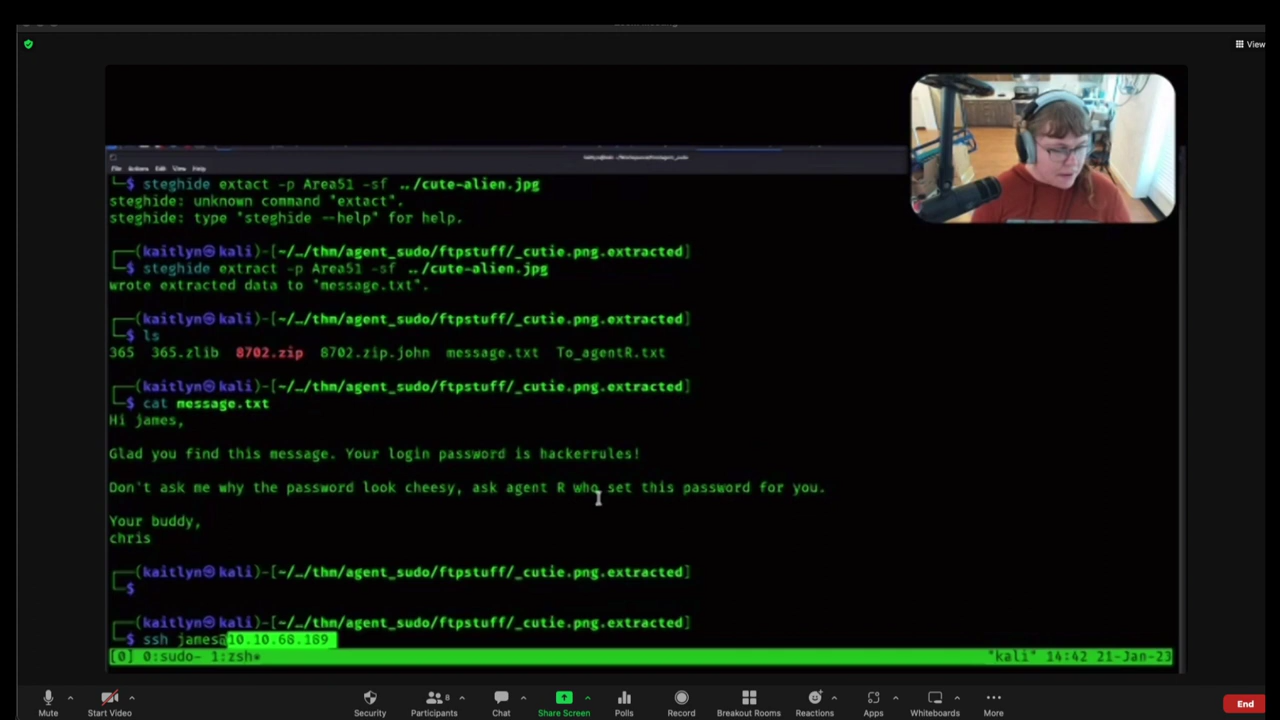 View
File Actions Edit View Help
└─$ steghide extact -p Area51 -sf ../cute-alien.jpg
steghide: unknown command "extact".
steghide: type "steghide --help" for help.
┌──(kaitlyn㉿kali)-[~/…/thm/agent_sudo/ftpstuff/_cutie.png.extracted]
└─$ steghide extract -p Area51 -sf ../cute-alien.jpg
wrote extracted data to "message.txt".
┌──(kaitlyn㉿kali)-[~/…/thm/agent_sudo/ftpstuff/_cutie.png.extracted]
└─$ ls
365 365.zlib 8702.zip 8702.zip.john message.txt To_agentR.txt
┌──(kaitlyn㉿kali)-[~/…/thm/agent_sudo/ftpstuff/_cutie.png.extracted]
└─$ cat message.txt
Hi james,
Glad you find this message. Your login password is hackerrules!
Don't ask me why the password look cheesy, ask agent R who set this password for you.
Your buddy,
chris
┌──(kaitlyn㉿kali)-[~/…/thm/agent_sudo/ftpstuff/_cutie.png.extracted]
└─$
┌──(kaitlyn㉿kali)-[~/…/thm/agent_sudo/ftpstuff/_cutie.png.extracted]
└─$ ssh james@10.10.68.189
[0] 0:sudo- 1:zsh* "kali" 14:42 21-Jan-23
Mute Start Video Security Participants 8 Chat Share Screen Polls Record Breakout Rooms Reactions Apps Whiteboards More End